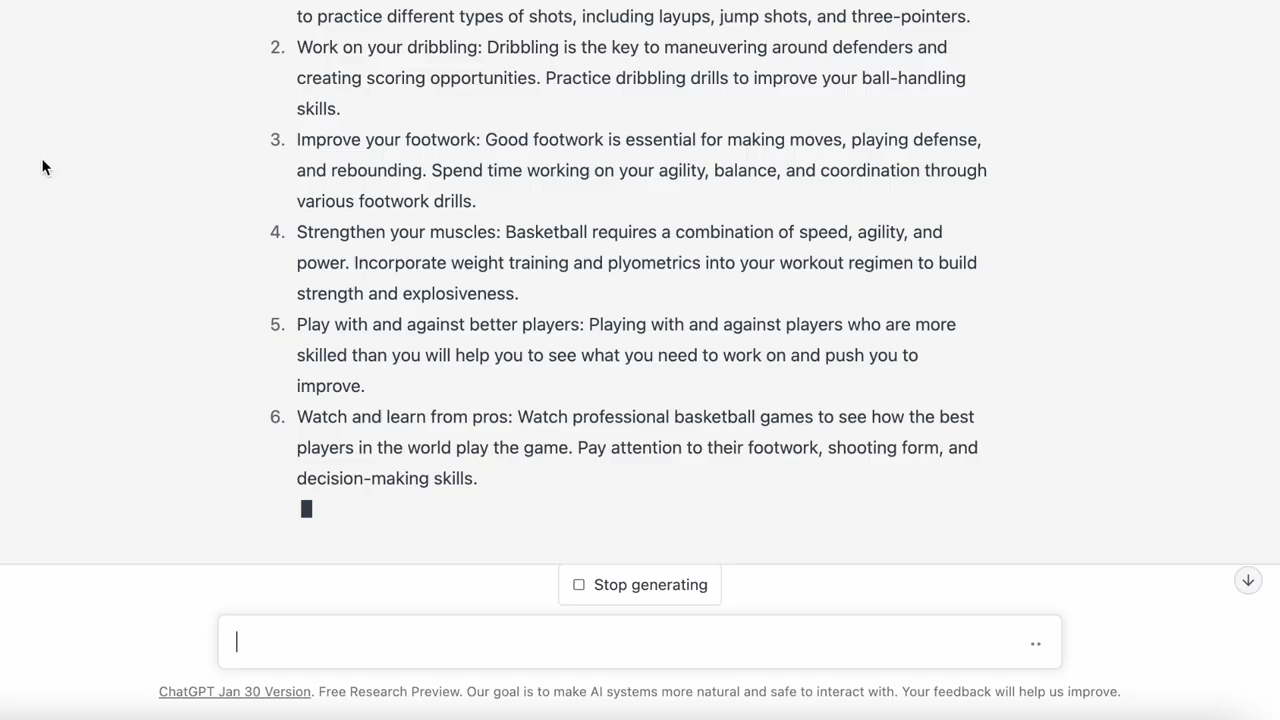 to practice different types of shots, including layups, jump shots, and three-pointers.
2. Work on your dribbling: Dribbling is the key to maneuvering around defenders and
creating scoring opportunities. Practice dribbling drills to improve your ball-handling
skills.
3. Improve your footwork: Good footwork is essential for making moves, playing defense,
and rebounding. Spend time working on your agility, balance, and coordination through
various footwork drills.
4. Strengthen your muscles: Basketball requires a combination of speed, agility, and
power. Incorporate weight training and plyometrics into your workout regimen to build
strength and explosiveness.
5. Play with and against better players: Playing with and against players who are more
skilled than you will help you to see what you need to work on and push you to
improve.
6. Watch and learn from pros: Watch professional basketball games to see how the best
players in the world play the game. Pay attention to their footwork, shooting form, and
decision-making skills.
Stop generating
ChatGPT Jan 30 Version. Free Research Preview. Our goal is to make AI systems more natural and safe to interact with. Your feedback will help us improve.